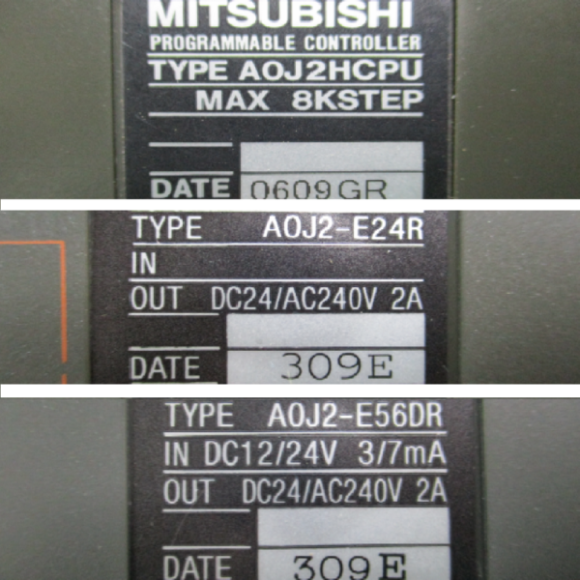 MITSUBISHI
PROGRAMMABLE CONTROLLER
TYPE A0J2HCPU
MAX 8KSTEP
DATE 0609GR
TYPE A0J2-E24R
IN
OUT DC24/AC240V 2A
DATE 309E
TYPE A0J2-E56DR
IN DC12/24V 3/7mA
OUT DC24/AC240V 2A
DATE 309E